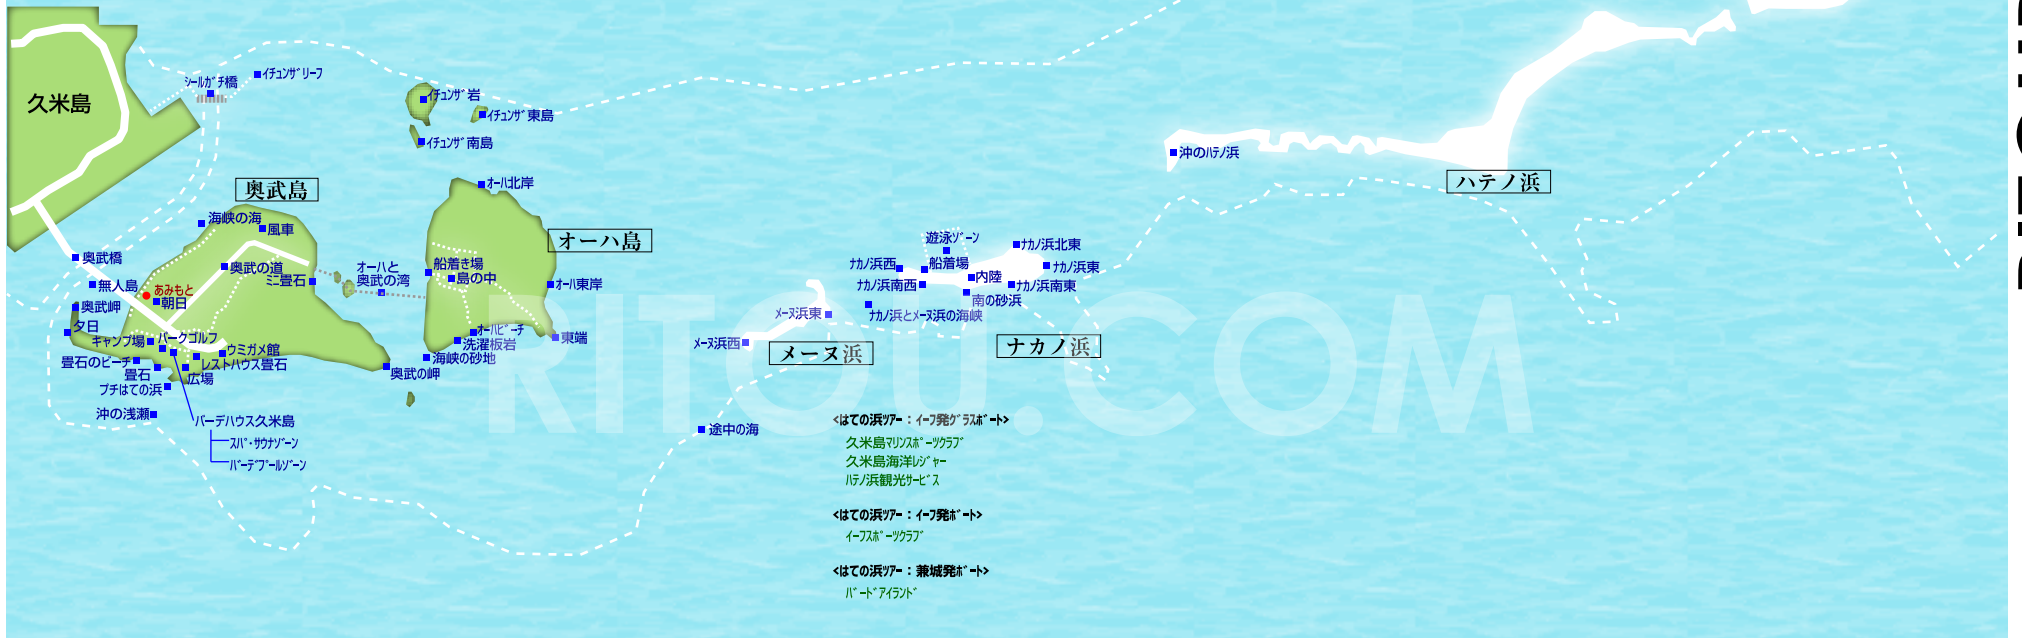 久米島
ｼｰﾙｶﾞﾁ橋
ｲﾁｭﾝｻﾞﾘｰﾌ
ｲﾁｭﾝｻﾞ岩
ｲﾁｭﾝｻﾞ東島
ｲﾁｭﾝｻﾞ南島
沖のﾊﾃﾉ浜
ハテノ浜
奥武島
ｵｰﾊ北岸
海峡の海
風車
オーハ島
奥武橋
奥武の道
ミニ畳石
オーハと
奥武の湾
船着き場
島の中
ｵｰﾊ東岸
無人島
あみもと
朝日
奥武岬
夕日
キャンプ場
パークゴルフ
ウミガメ館
畳石のビーチ
レストハウス畳石
畳石
広場
プチはての浜
沖の浅瀬
バーデハウス久米島
ｽﾊﾟ・ｻｳﾅｿﾞｰﾝ
ﾊﾞｰﾃﾞﾌﾟｰﾙｿﾞｰﾝ
ｵｰﾊﾋﾞｰﾁ
洗濯板岩
海峡の砂地
東端
奥武の岬
遊泳ｿﾞｰﾝ
ﾅｶﾉ浜北東
ﾅｶﾉ浜西
船着場
ﾅｶﾉ浜東
内陸
ﾅｶﾉ浜南西
ﾅｶﾉ浜南東
南の砂浜
ﾅｶﾉ浜とﾒｰﾇ浜の海峡
ﾒｰﾇ浜東
ﾒｰﾇ浜西
メーヌ浜
ナカノ浜
途中の海
RITOU.COM
<はての浜ﾂｱｰ：ｲｰﾌ発ｸﾞﾗｽﾎﾞｰﾄ>
久米島ﾏﾘﾝｽﾎﾟｰﾂｸﾗﾌﾞ
久米島海洋ﾚｼﾞｬｰ
ﾊﾃﾉ浜観光ｻｰﾋﾞｽ
<はての浜ﾂｱｰ：ｲｰﾌ発ﾎﾞｰﾄ>
ｲｰﾌｽﾎﾟｰﾂｸﾗﾌﾞ
<はての浜ﾂｱｰ：兼城発ﾎﾞｰﾄ>
ﾊﾞｰﾄﾞｱｲﾗﾝﾄﾞ